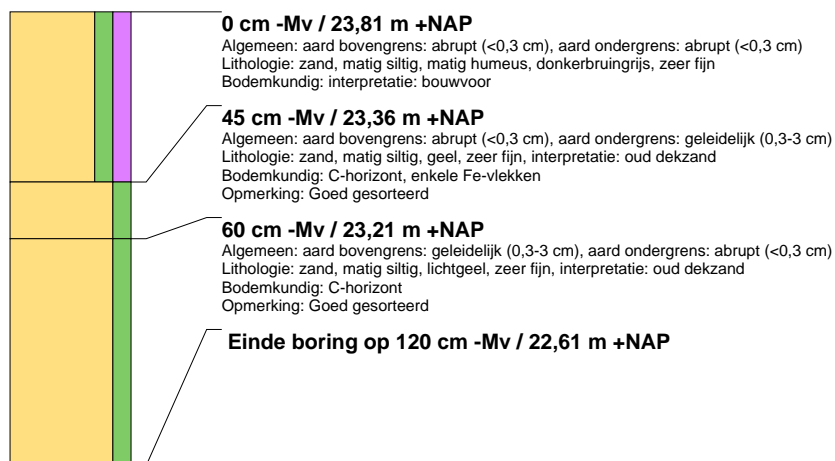 0 cm -Mv / 23,81 m +NAP
Algemeen: aard bovengrens: abrupt (<0,3 cm), aard ondergrens: abrupt (<0,3 cm)
Lithologie: zand, matig siltig, matig humeus, donkerbruingrijs, zeer fijn
Bodemkundig: interpretatie: bouwvoor
45 cm -Mv / 23,36 m +NAP
Algemeen: aard bovengrens: abrupt (<0,3 cm), aard ondergrens: geleidelijk (0,3-3 cm)
Lithologie: zand, matig siltig, geel, zeer fijn, interpretatie: oud dekzand
Bodemkundig: C-horizont, enkele Fe-vlekken
Opmerking: Goed gesorteerd
60 cm -Mv / 23,21 m +NAP
Algemeen: aard bovengrens: geleidelijk (0,3-3 cm), aard ondergrens: abrupt (<0,3 cm)
Lithologie: zand, matig siltig, lichtgeel, zeer fijn, interpretatie: oud dekzand
Bodemkundig: C-horizont
Opmerking: Goed gesorteerd
Einde boring op 120 cm -Mv / 22,61 m +NAP